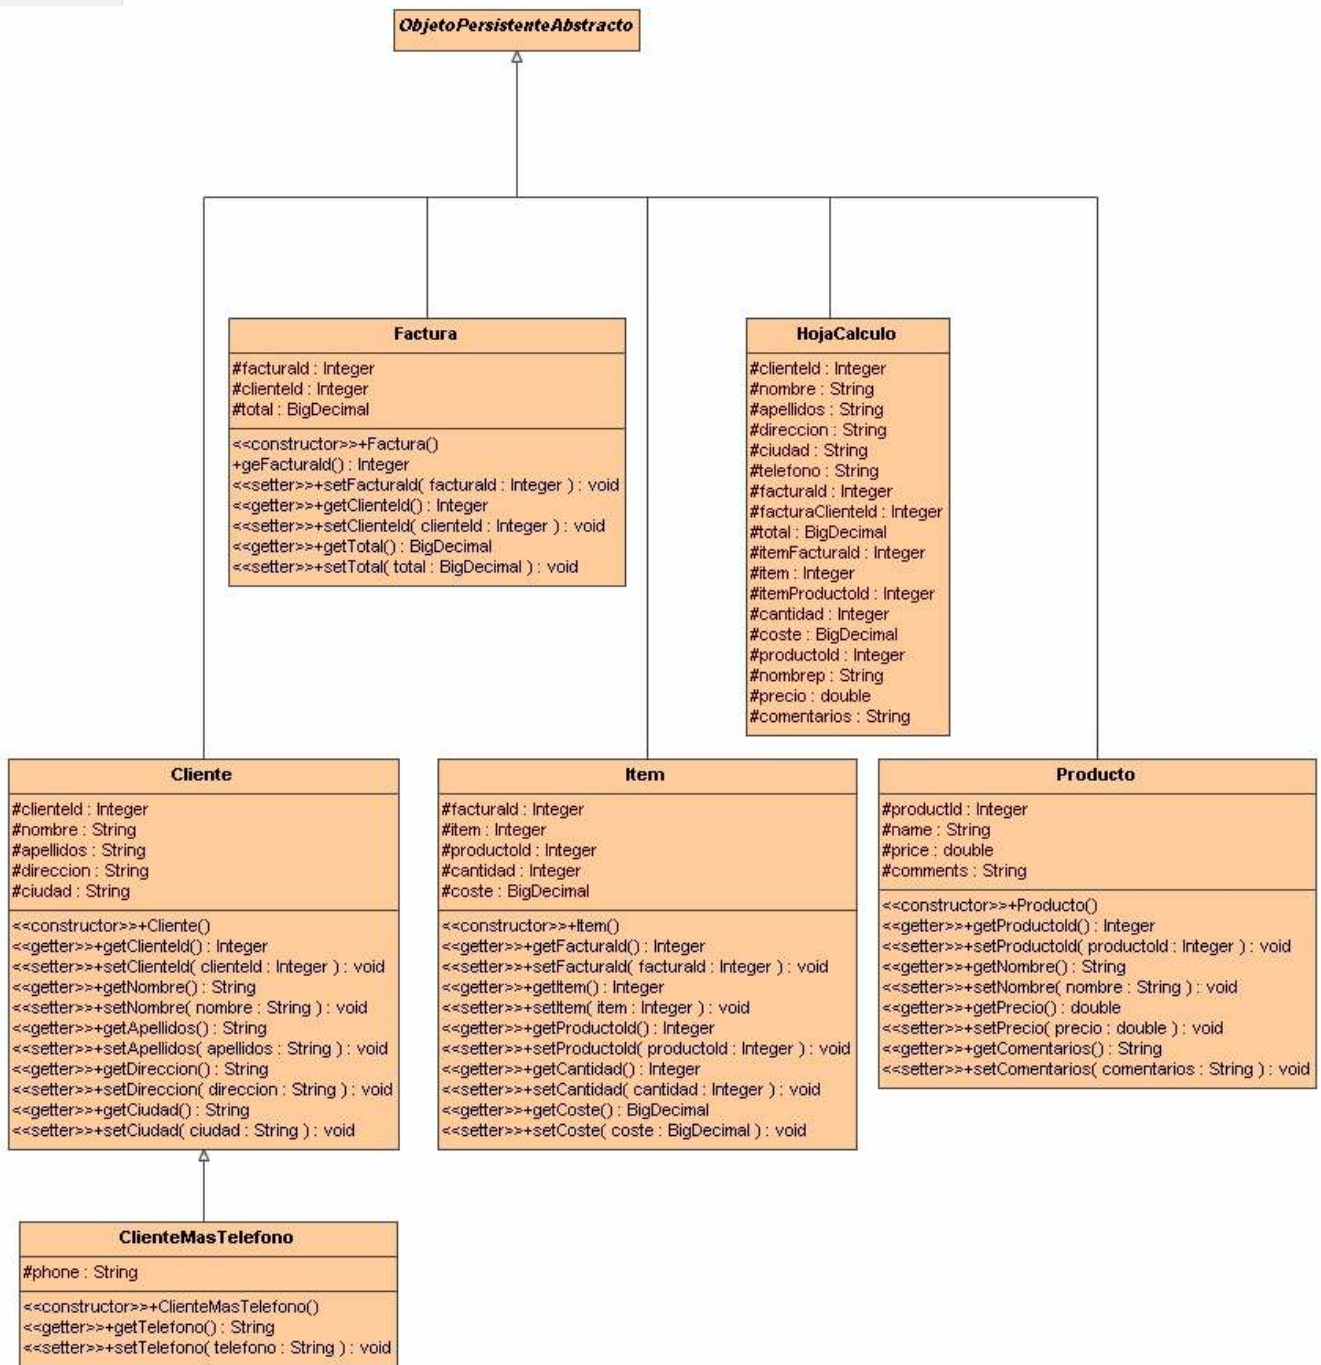 ObjetoPersistenteAbstracto
Factura
#facturaId : Integer
#clienteId : Integer
#total : BigDecimal
<<constructor>>+Factura()
+geFacturaId() : Integer
<<setter>>+setFacturaId( facturaId : Integer ) : void
<<getter>>+getClienteId() : Integer
<<setter>>+setClienteId( clienteId : Integer ) : void
<<getter>>+getTotal() : BigDecimal
<<setter>>+setTotal( total : BigDecimal ) : void
HojaCalculo
#clienteId : Integer
#nombre : String
#apellidos : String
#direccion : String
#ciudad : String
#telefono : String
#facturaId : Integer
#facturaClienteId : Integer
#total : BigDecimal
#itemFacturaId : Integer
#item : Integer
#itemProductoId : Integer
#cantidad : Integer
#coste : BigDecimal
#productoId : Integer
#nombrep : String
#precio : double
#comentarios : String
Cliente
#clienteId : Integer
#nombre : String
#apellidos : String
#direccion : String
#ciudad : String
<<constructor>>+Cliente()
<<getter>>+getClienteId() : Integer
<<setter>>+setClienteId( clienteId : Integer ) : void
<<getter>>+getNombre() : String
<<setter>>+setNombre( nombre : String ) : void
<<getter>>+getApellidos() : String
<<setter>>+setApellidos( apellidos : String ) : void
<<getter>>+getDireccion() : String
<<setter>>+setDireccion( direccion : String ) : void
<<getter>>+getCiudad() : String
<<setter>>+setCiudad( ciudad : String ) : void
Item
#facturaId : Integer
#item : Integer
#productoId : Integer
#cantidad : Integer
#coste : BigDecimal
<<constructor>>+Item()
<<getter>>+getFacturaId() : Integer
<<setter>>+setFacturaId( facturaId : Integer ) : void
<<getter>>+getItem() : Integer
<<setter>>+setItem( item : Integer ) : void
<<getter>>+getProductoId() : Integer
<<setter>>+setProductoId( productoId : Integer ) : void
<<getter>>+getCantidad() : Integer
<<setter>>+setCantidad( cantidad : Integer ) : void
<<getter>>+getCoste() : BigDecimal
<<setter>>+setCoste( coste : BigDecimal ) : void
Producto
#productId : Integer
#name : String
#price : double
#comments : String
<<constructor>>+Producto()
<<getter>>+getProductoId() : Integer
<<setter>>+setProductoId( productoId : Integer ) : void
<<getter>>+getNombre() : String
<<setter>>+setNombre( nombre : String ) : void
<<getter>>+getPrecio() : double
<<setter>>+setPrecio( precio : double ) : void
<<getter>>+getComentarios() : String
<<setter>>+setComentarios( comentarios : String ) : void
ClienteMasTelefono
#phone : String
<<constructor>>+ClienteMasTelefono()
<<getter>>+getTelefono() : String
<<setter>>+setTelefono( telefono : String ) : void